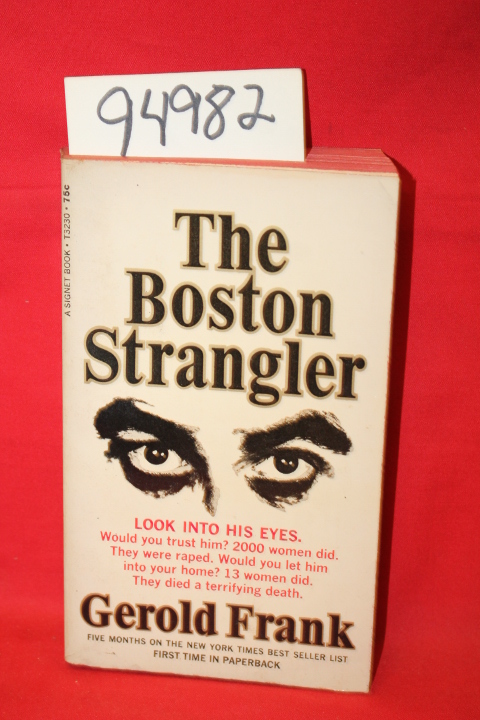 94982
A SIGNET BOOK • T3230 • 75c
The
Boston
Strangler
LOOK INTO HIS EYES.
Would you trust him? 2000 women did.
They were raped. Would you let him
into your home? 13 women did.
They died a terrifying death.
Gerold Frank
FIVE MONTHS ON THE NEW YORK TIMES BEST SELLER LIST
FIRST TIME IN PAPERBACK